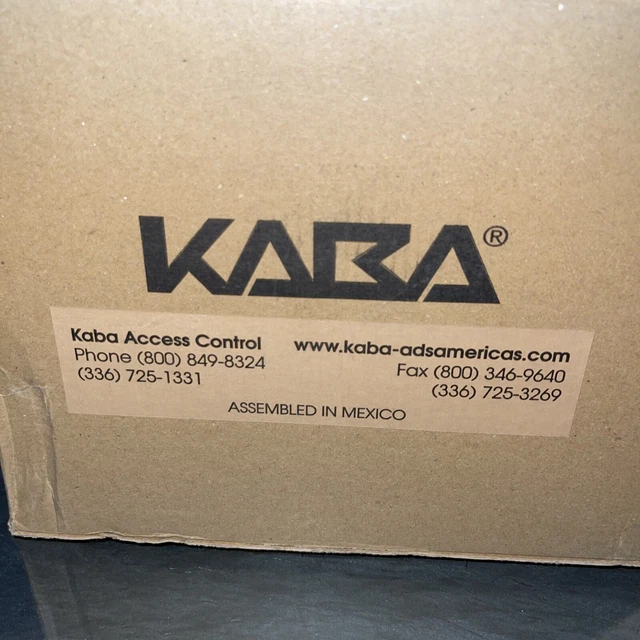 KABA®
Kaba Access Control www.kaba-adsamericas.com
Phone (800) 849-8324 Fax (800) 346-9640
(336) 725-1331 (336) 725-3269
ASSEMBLED IN MEXICO